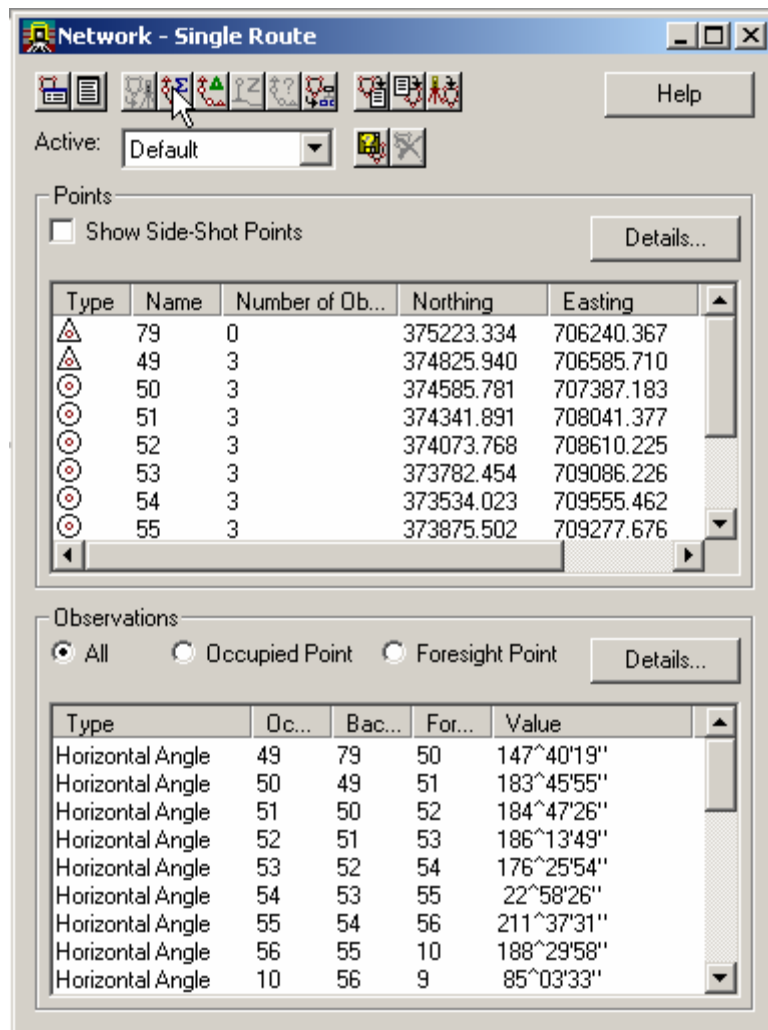 Network - Single Route
Help
Active: Default
Points
Show Side-Shot Points Details...
Type Name Number of Ob... Northing Easting
79 0 375223.334 706240.367
49 3 374825.940 706585.710
50 3 374585.781 707387.183
51 3 374341.891 708041.377
52 3 374073.768 708610.225
53 3 373782.454 709086.226
54 3 373534.023 709555.462
55 3 373875.502 709277.676
Observations
All Occupied Point Foresight Point Details...
Type Oc... Bac... For... Value
Horizontal Angle 49 79 50 147^40'19"
Horizontal Angle 50 49 51 183^45'55"
Horizontal Angle 51 50 52 184^47'26"
Horizontal Angle 52 51 53 186^13'49"
Horizontal Angle 53 52 54 176^25'54"
Horizontal Angle 54 53 55 22^58'26"
Horizontal Angle 55 54 56 211^37'31"
Horizontal Angle 56 55 10 188^29'58"
Horizontal Angle 10 56 9 85^03'33"